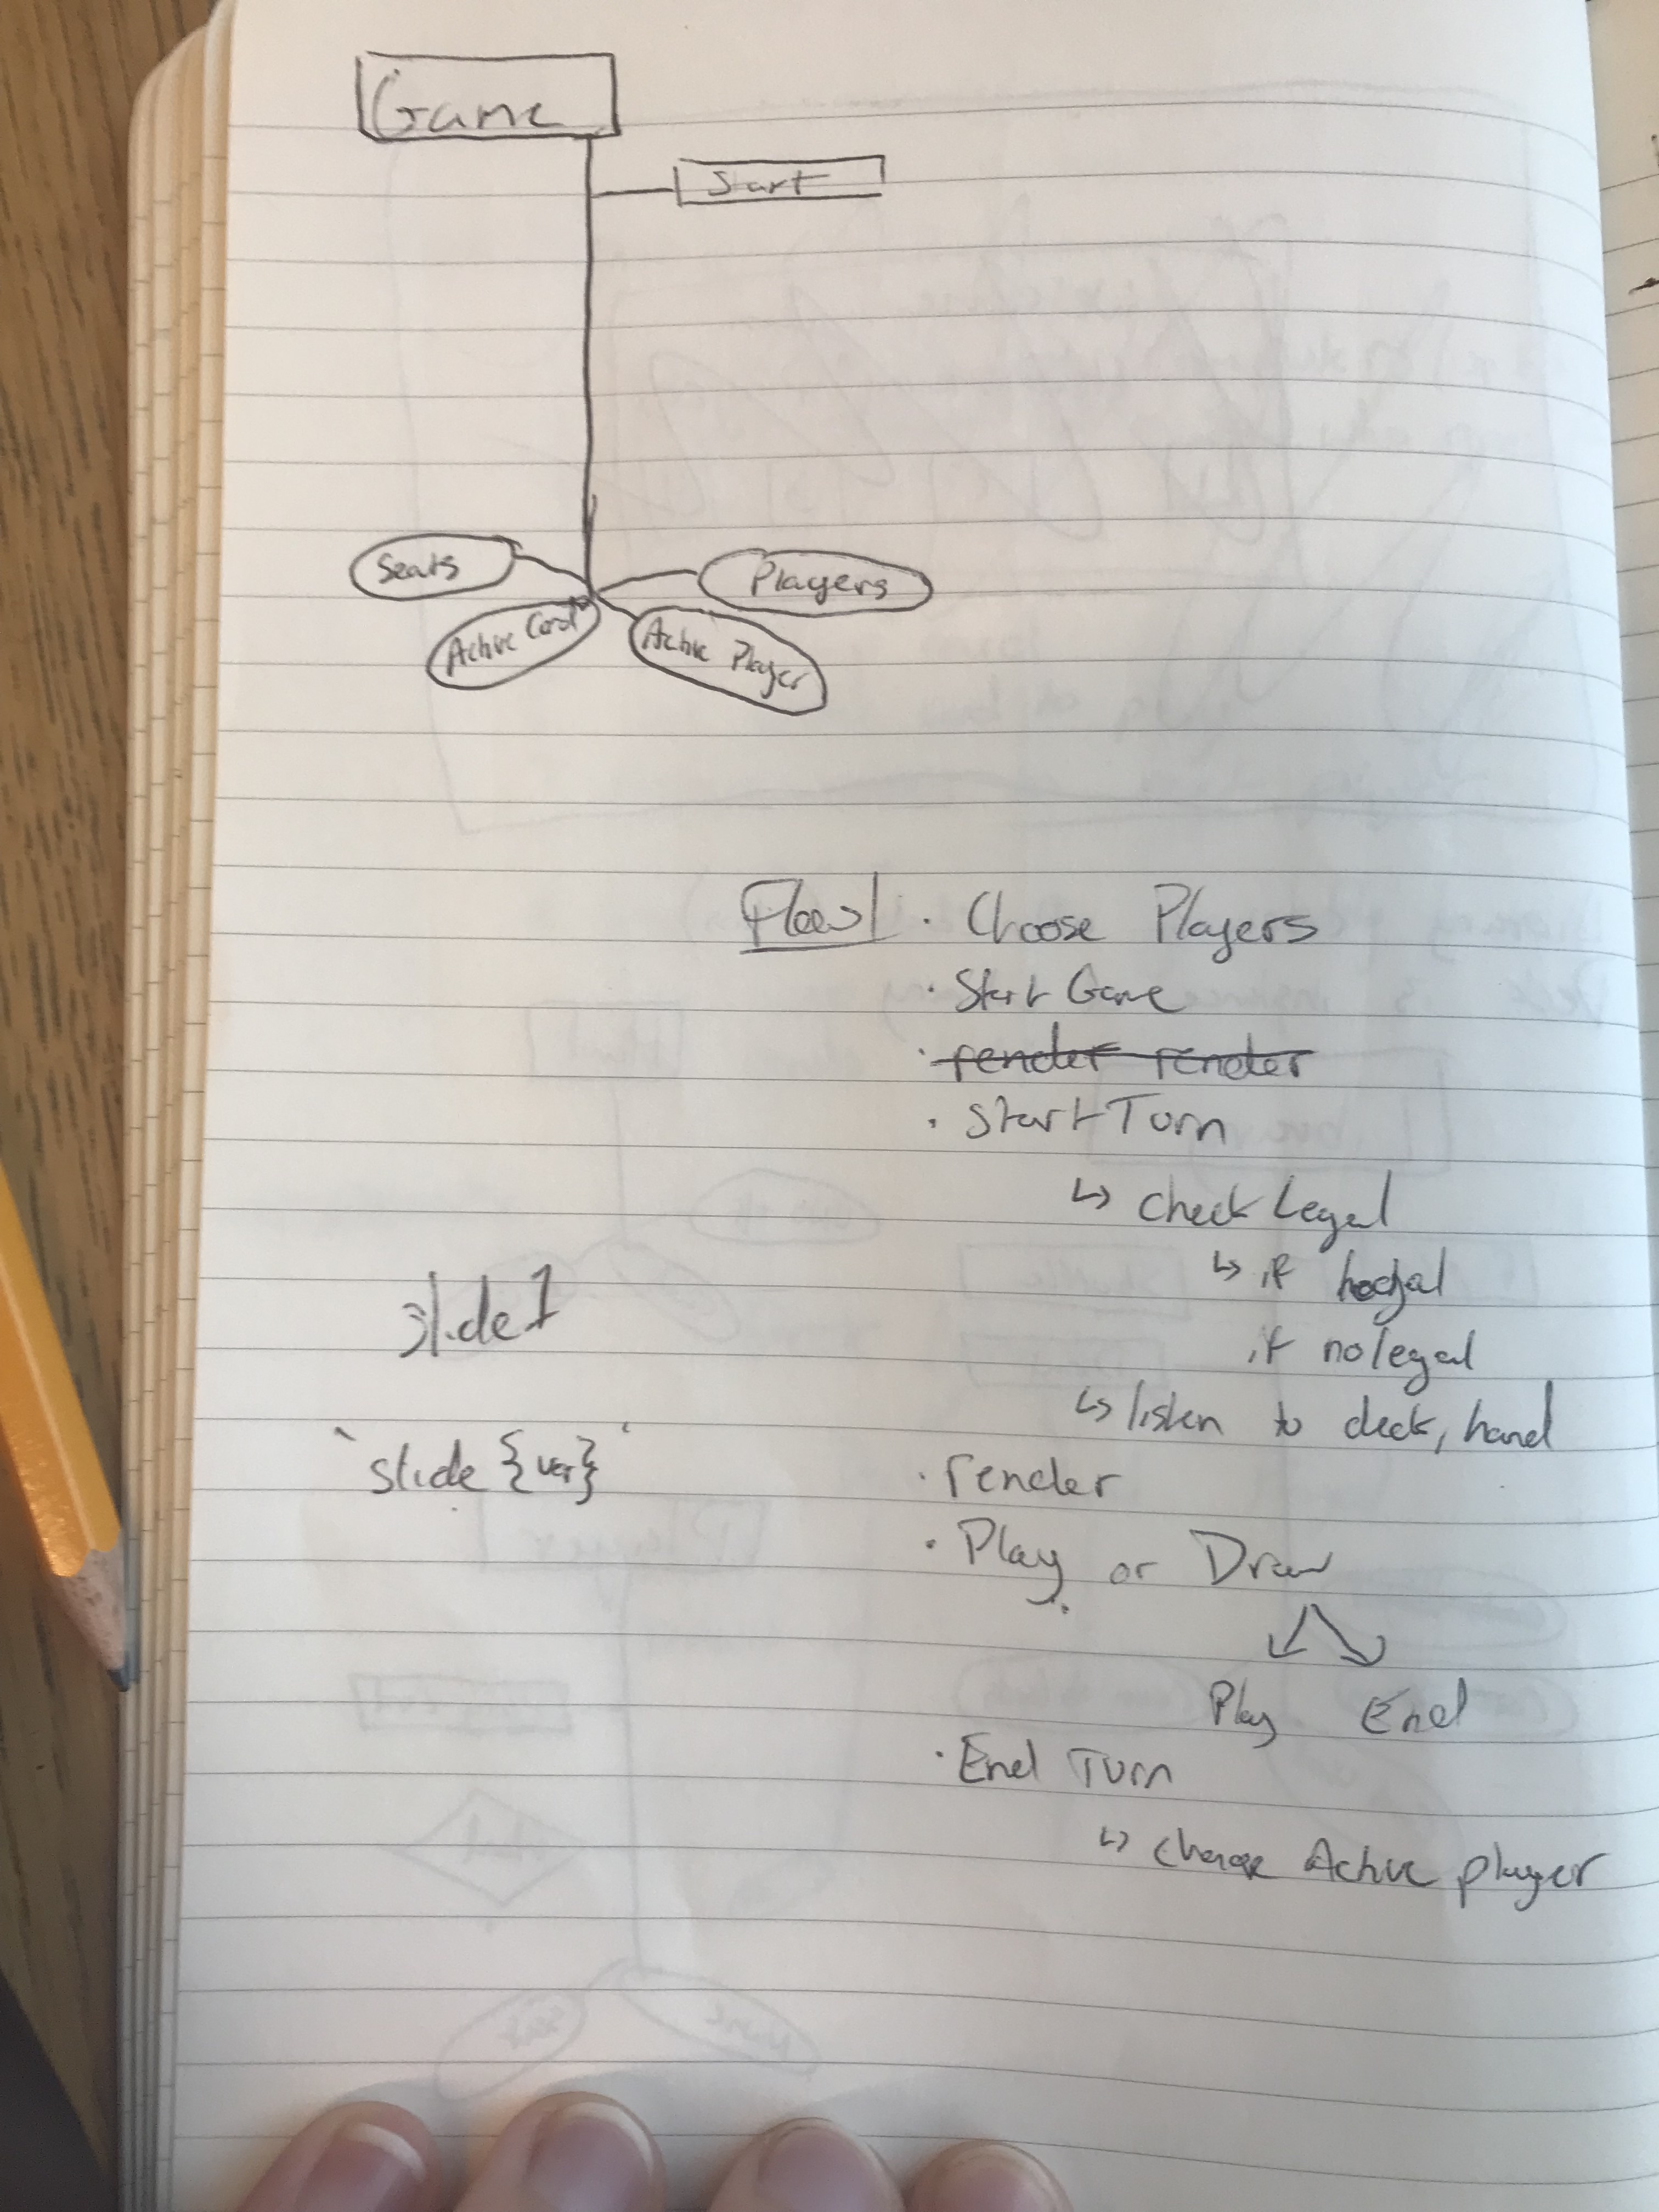 Game
Start
Seats
Players
Active Card
Active Player
Flow
· Choose Players
· Start Game
· render render
· Start Turn
↳ Check Legal
↳ if
if no legal
↳ listen to deck, hand
slide1
`slide {var}`
· render
· Play or Draw
Play End
· End Turn
↳ Change Active player